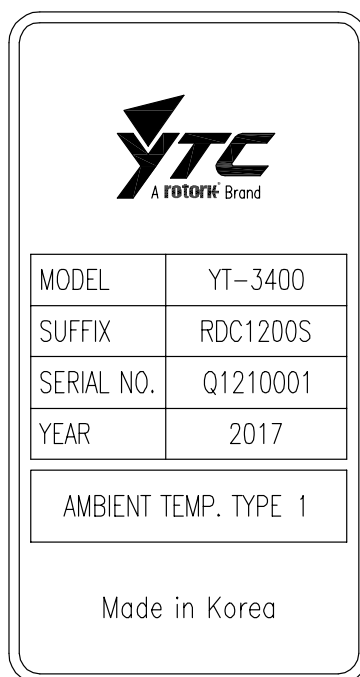 YTC
A rotork® Brand
MODEL YT-3400
SUFFIX RDC1200S
SERIAL NO. Q1210001
YEAR 2017
AMBIENT TEMP. TYPE 1
Made in Korea